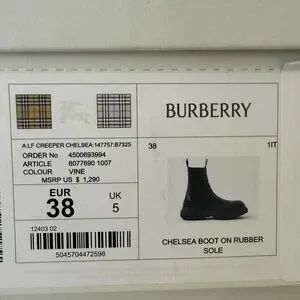 BURBERRY
A:LF CREEPER CHELSEA:147757:B7325
ORDER No 4500693994
ARTICLE 8077690 1007
COLOUR VINE
MSRP US $ 1,290
EUR
38
UK
5
12403 02
5045704472598
38 1IT
CHELSEA BOOT ON RUBBER
SOLE